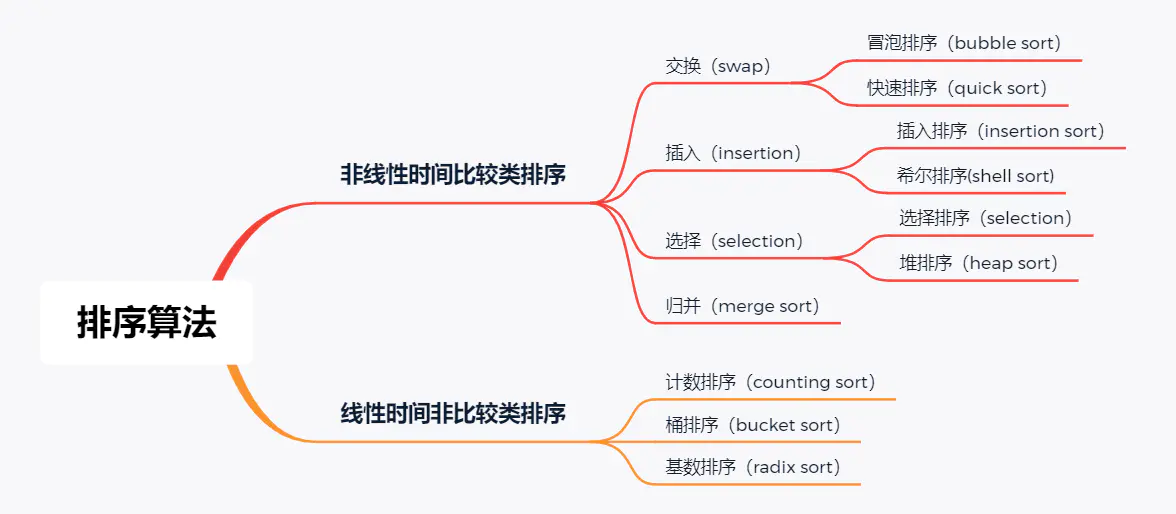 排序算法
非线性时间比较类排序
交换（swap）
冒泡排序（bubble sort）
快速排序（quick sort）
插入（insertion）
插入排序（insertion sort）
希尔排序(shell sort)
选择（selection）
选择排序（selection）
堆排序（heap sort）
归并（merge sort）
线性时间非比较类排序
计数排序（counting sort）
桶排序（bucket sort）
基数排序（radix sort）